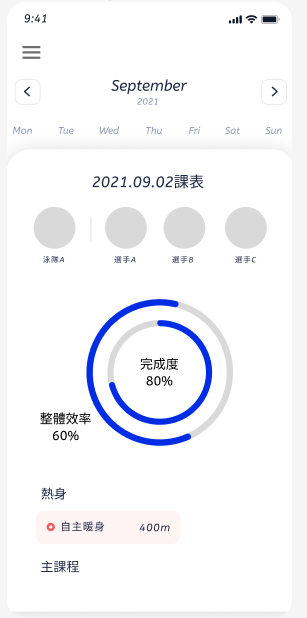 9:41
September
2021
Mon Tue Wed Thu Fri Sat Sun
2021.09.02課表
泳隊A 選手A 選手B 選手C
完成度
80%
整體效率
60%
熱身
自主暖身 400m
主課程